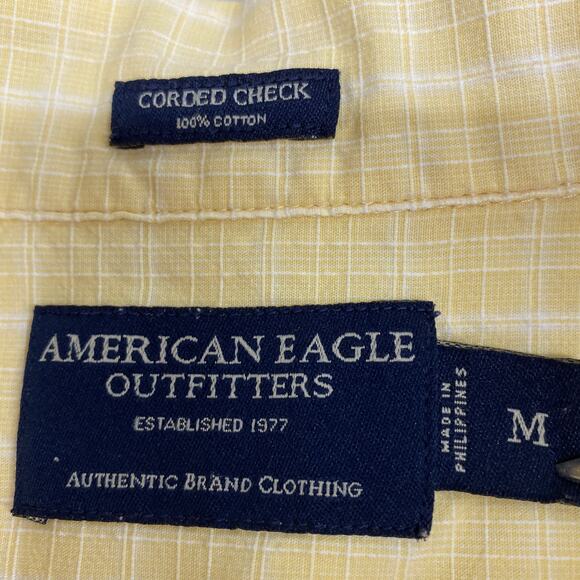 CORDED CHECK
100% COTTON
AMERICAN EAGLE
OUTFITTERS
ESTABLISHED 1977
AUTHENTIC BRAND CLOTHING
MADE IN
PHILIPPINES
M